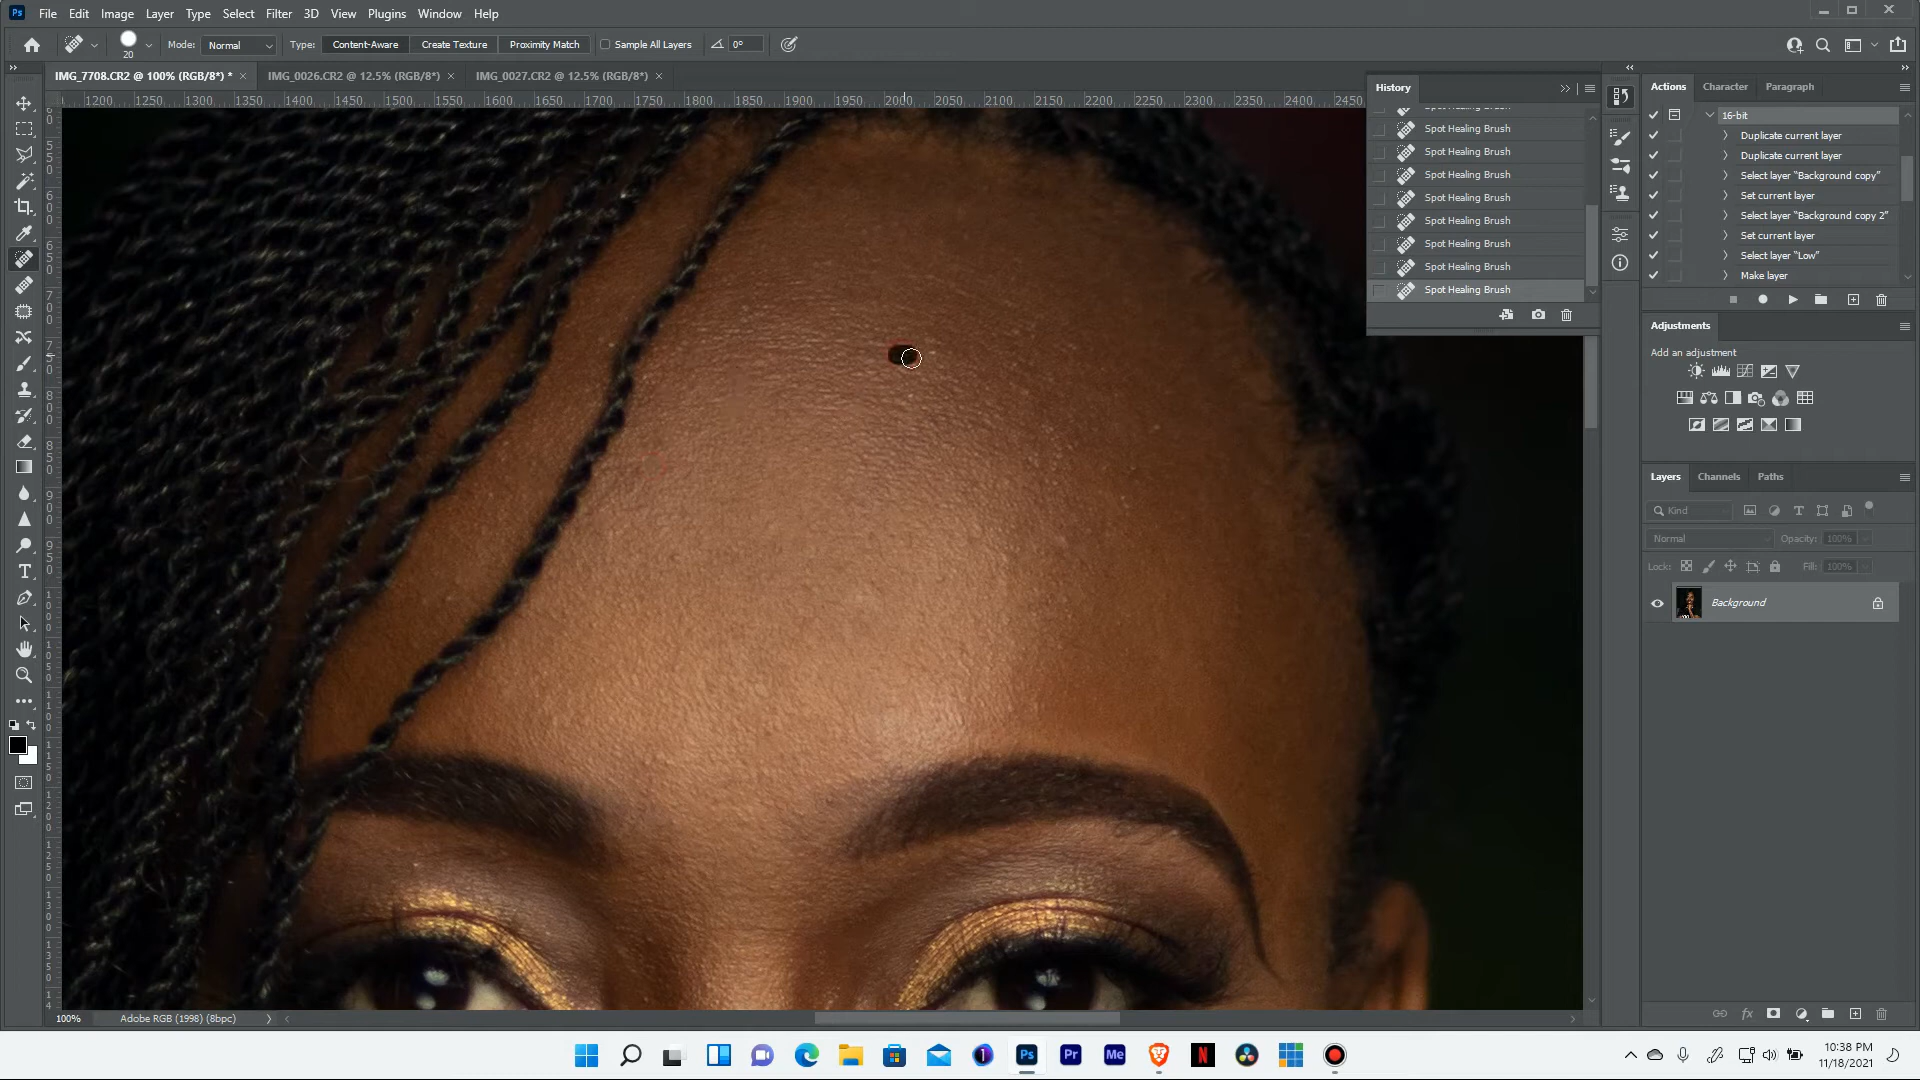 File Edit Image Layer Type Select Filter 3D View Plugins Window Help
20 Mode: Normal Type: Content-Aware Create Texture Proximity Match Sample All Layers 0°
IMG_7708.CR2 @ 100% (RGB/8*) * IMG_0026.CR2 @ 12.5% (RGB/8*) IMG_0027.CR2 @ 12.5% (RGB/8*)
1200 1250 1300 1350 1400 1450 1500 1550 1600 1650 1700 1750 1800 1850 1900 1950 2000 2050 2100 2150 2200 2250 2300 2350 2400 2450
History
Spot Healing Brush
Spot Healing Brush
Spot Healing Brush
Spot Healing Brush
Spot Healing Brush
Spot Healing Brush
Spot Healing Brush
Spot Healing Brush
Spot Healing Brush
Actions Character Paragraph
16-bit
Duplicate current layer
Duplicate current layer
Select layer “Background copy”
Set current layer
Select layer “Background copy 2”
Set current layer
Select layer “Low”
Make layer
Adjustments
Add an adjustment
Layers Channels Paths
Kind
Normal Opacity: 100%
Lock: Fill: 100%
Background
100% Adobe RGB (1998) (8bpc)
Ps Pr Me N
10:38 PM
11/18/2021